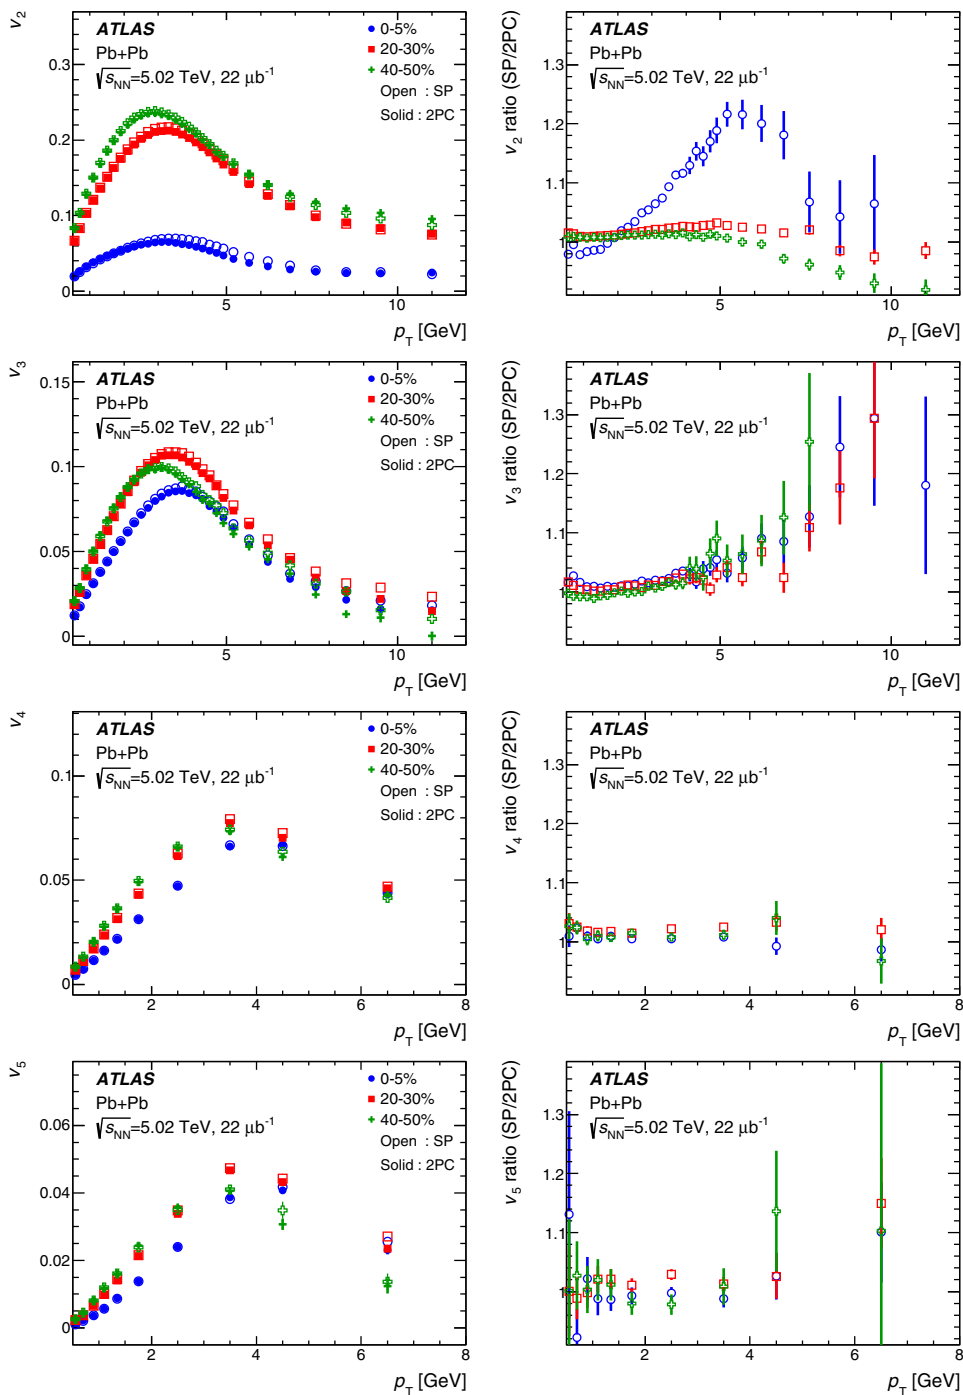 v2
ATLAS
Pb+Pb
√sNN=5.02 TeV, 22 μb-1
0-5%
20-30%
40-50%
Open : SP
Solid : 2PC
0.3
0.2
0.1
0
5
10
pT [GeV]
v2 ratio (SP/2PC)
ATLAS
Pb+Pb
√sNN=5.02 TeV, 22 μb-1
1.3
1.2
1.1
1
5
10
pT [GeV]
v3
ATLAS
Pb+Pb
√sNN=5.02 TeV, 22 μb-1
0-5%
20-30%
40-50%
Open : SP
Solid : 2PC
0.15
0.1
0.05
0
5
10
pT [GeV]
v3 ratio (SP/2PC)
ATLAS
Pb+Pb
√sNN=5.02 TeV, 22 μb-1
1.3
1.2
1.1
1
5
10
pT [GeV]
v4
ATLAS
Pb+Pb
√sNN=5.02 TeV, 22 μb-1
0-5%
20-30%
40-50%
Open : SP
Solid : 2PC
0.1
0.05
0
2
4
6
8
pT [GeV]
v4 ratio (SP/2PC)
ATLAS
Pb+Pb
√sNN=5.02 TeV, 22 μb-1
1.3
1.2
1.1
1
2
4
6
8
pT [GeV]
v5
ATLAS
Pb+Pb
√sNN=5.02 TeV, 22 μb-1
0-5%
20-30%
40-50%
Open : SP
Solid : 2PC
0.06
0.04
0.02
0
2
4
6
8
pT [GeV]
v5 ratio (SP/2PC)
ATLAS
Pb+Pb
√sNN=5.02 TeV, 22 μb-1
1.3
1.2
1.1
1
2
4
6
8
pT [GeV]